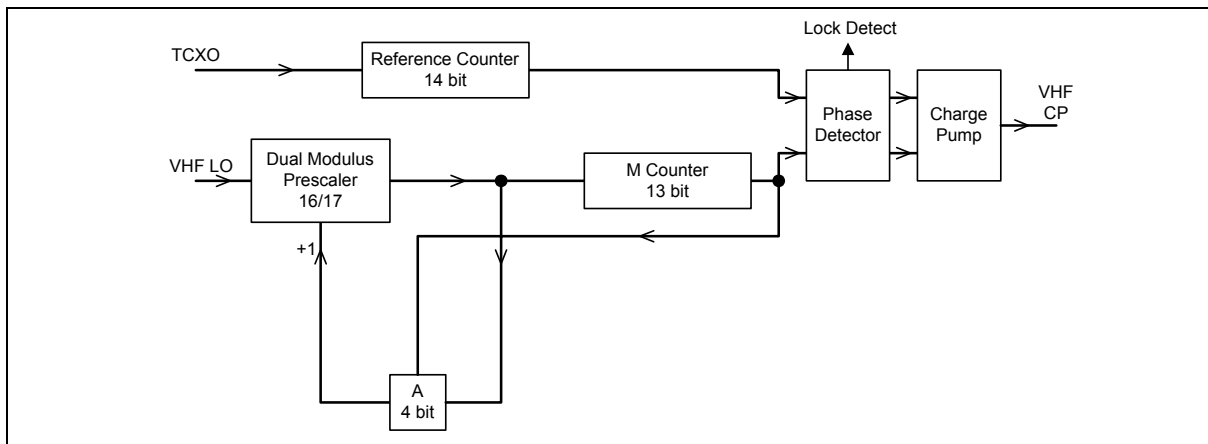 Lock Detect
TCXO
Reference Counter
14 bit
Phase
Detector
Charge
Pump
VHF
CP
VHF LO
Dual Modulus
Prescaler
16/17
M Counter
13 bit
+1
A
4 bit